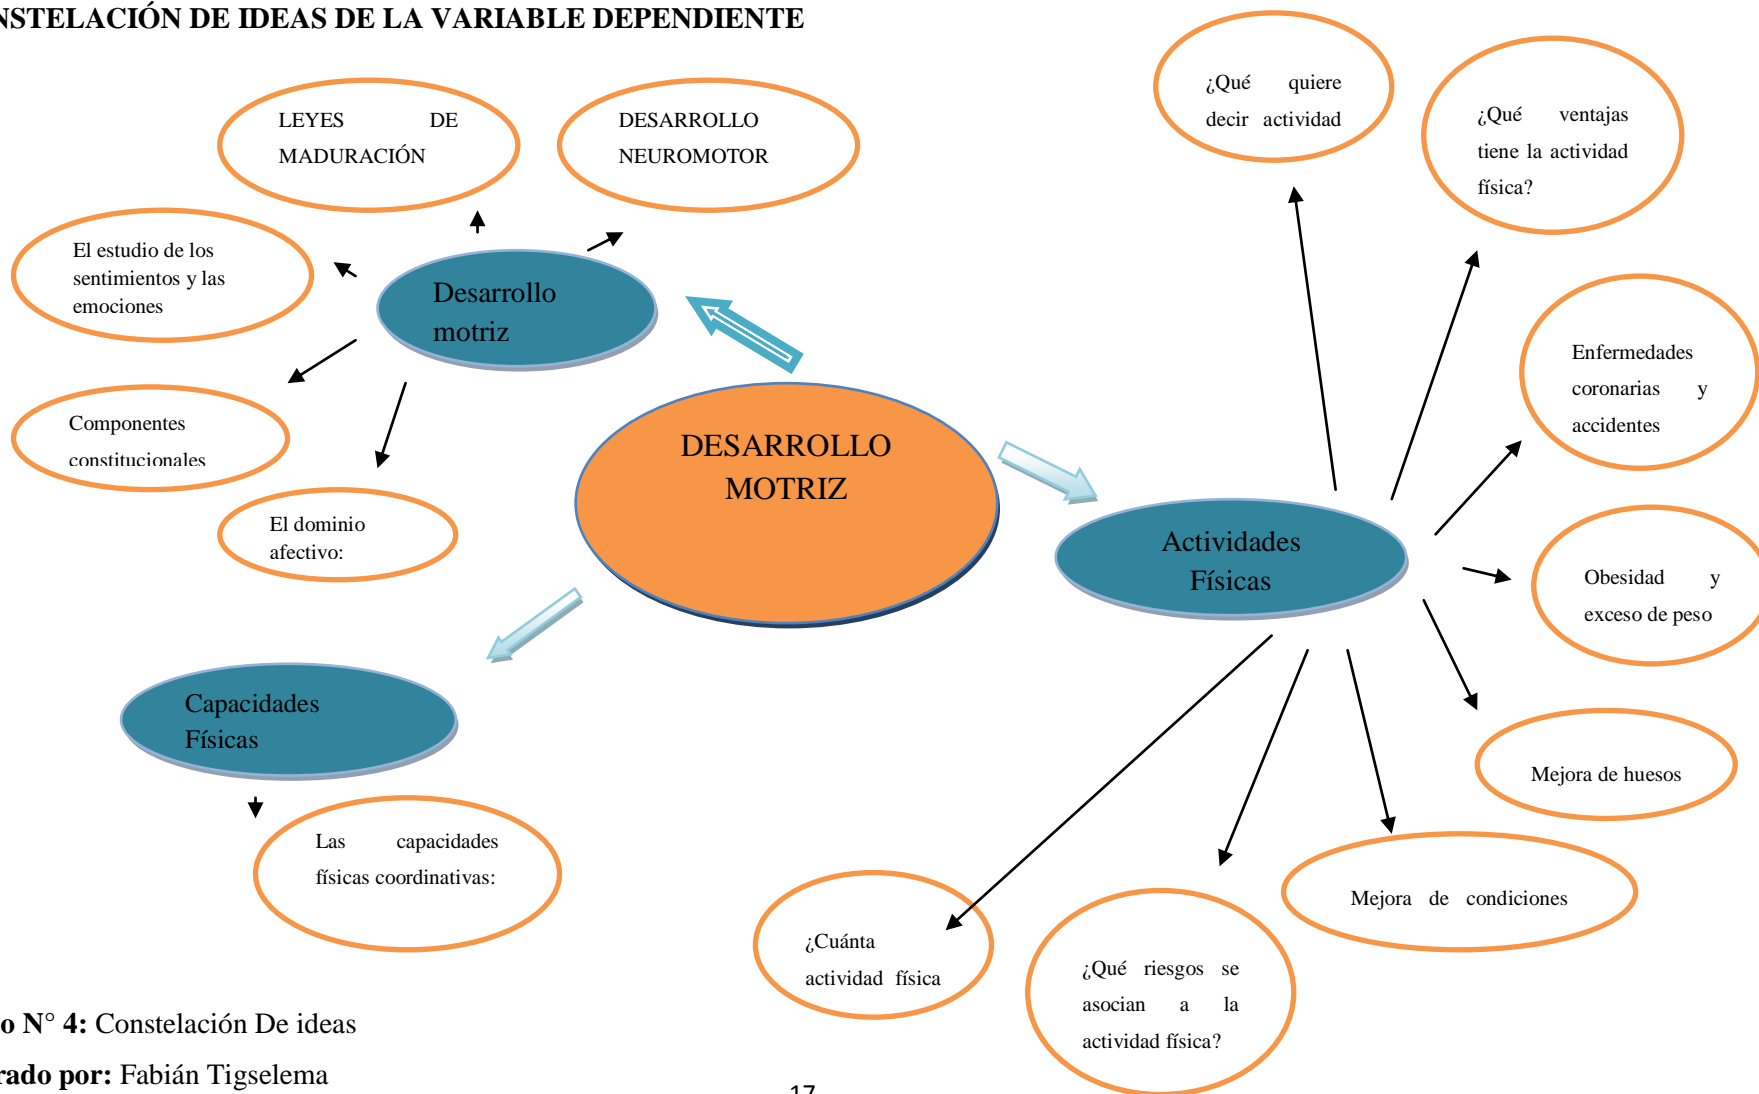 NSTELACIÓN DE IDEAS DE LA VARIABLE DEPENDIENTE
LEYES DE
MADURACIÓN
DESARROLLO
NEUROMOTOR
¿Qué quiere
decir actividad
¿Qué ventajas
tiene la actividad
física?
El estudio de los
sentimientos y las
emociones
Desarrollo
motriz
Enfermedades
coronarias y
accidentes
Componentes
constitucionales
DESARROLLO
MOTRIZ
El dominio
afectivo:
Actividades
Físicas
Obesidad y
exceso de peso
Capacidades
Físicas
Mejora de huesos
Las capacidades
físicas coordinativas:
Mejora de condiciones
¿Cuánta
actividad física
¿Qué riesgos se
asocian a la
actividad física?
o N° 4: Constelación De ideas
rado por: Fabián Tigselema
17